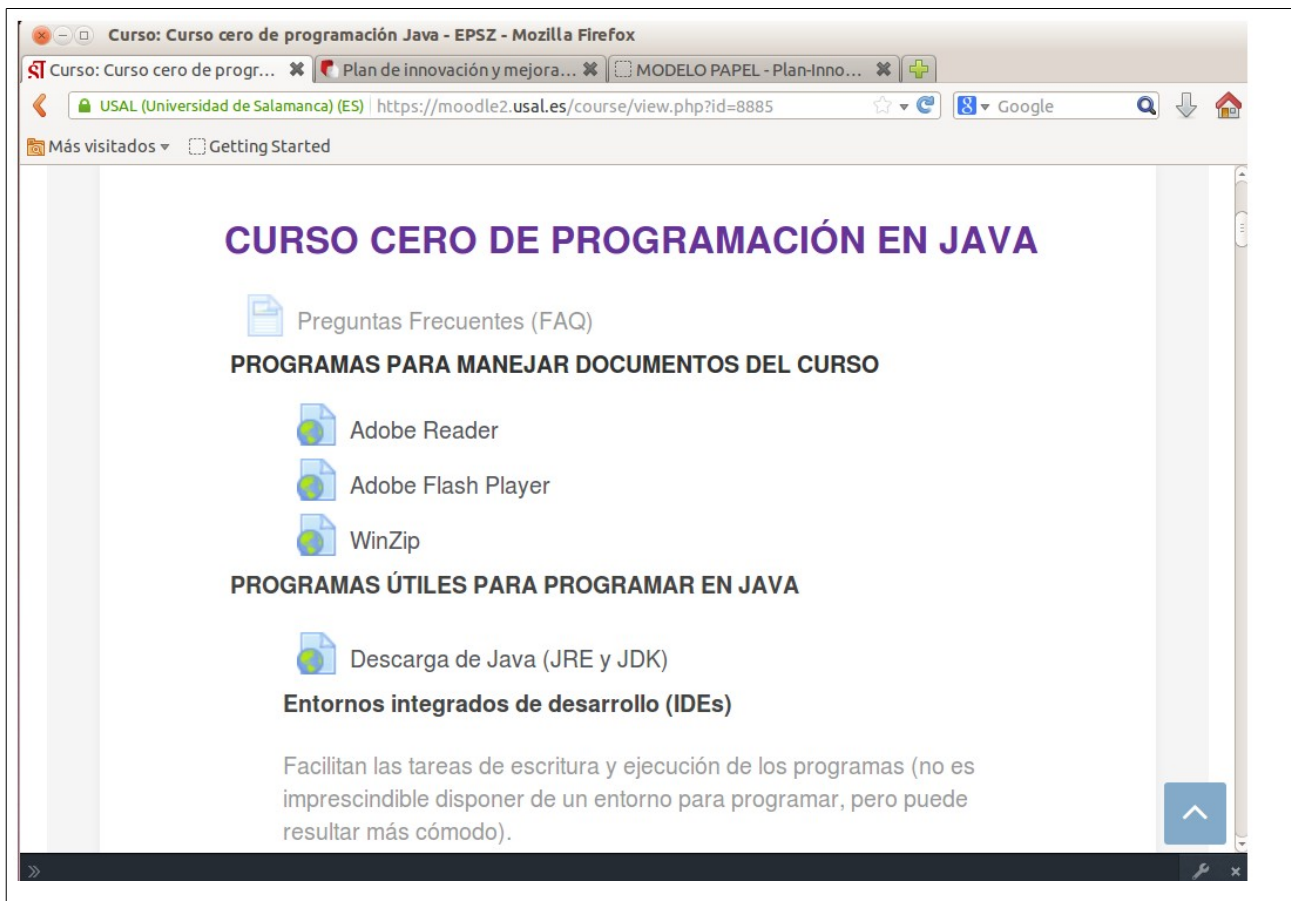 Curso: Curso cero de programación Java - EPSZ - Mozilla Firefox
Curso: Curso cero de progr... Plan de innovación y mejora... MODELO PAPEL - Plan-Inno...
USAL (Universidad de Salamanca) (ES) https://moodle2.usal.es/course/view.php?id=8885 Google
Más visitados Getting Started
CURSO CERO DE PROGRAMACIÓN EN JAVA
Preguntas Frecuentes (FAQ)
PROGRAMAS PARA MANEJAR DOCUMENTOS DEL CURSO
Adobe Reader
Adobe Flash Player
WinZip
PROGRAMAS ÚTILES PARA PROGRAMAR EN JAVA
Descarga de Java (JRE y JDK)
Entornos integrados de desarrollo (IDEs)
Facilitan las tareas de escritura y ejecución de los programas (no es
imprescindible disponer de un entorno para programar, pero puede
resultar más cómodo).